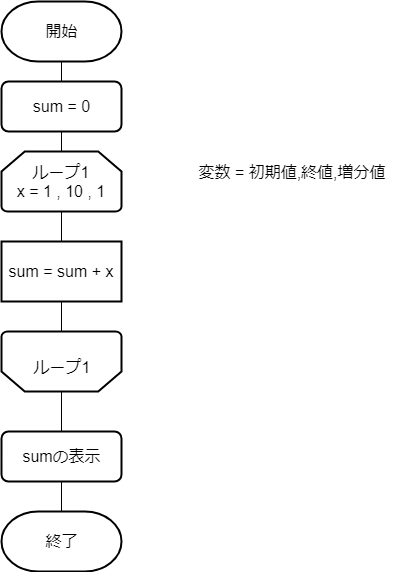 開始
sum = 0
ループ1
x = 1 , 10 , 1
変数 = 初期値,終値,増分値
sum = sum + x
ループ1
sumの表示
終了